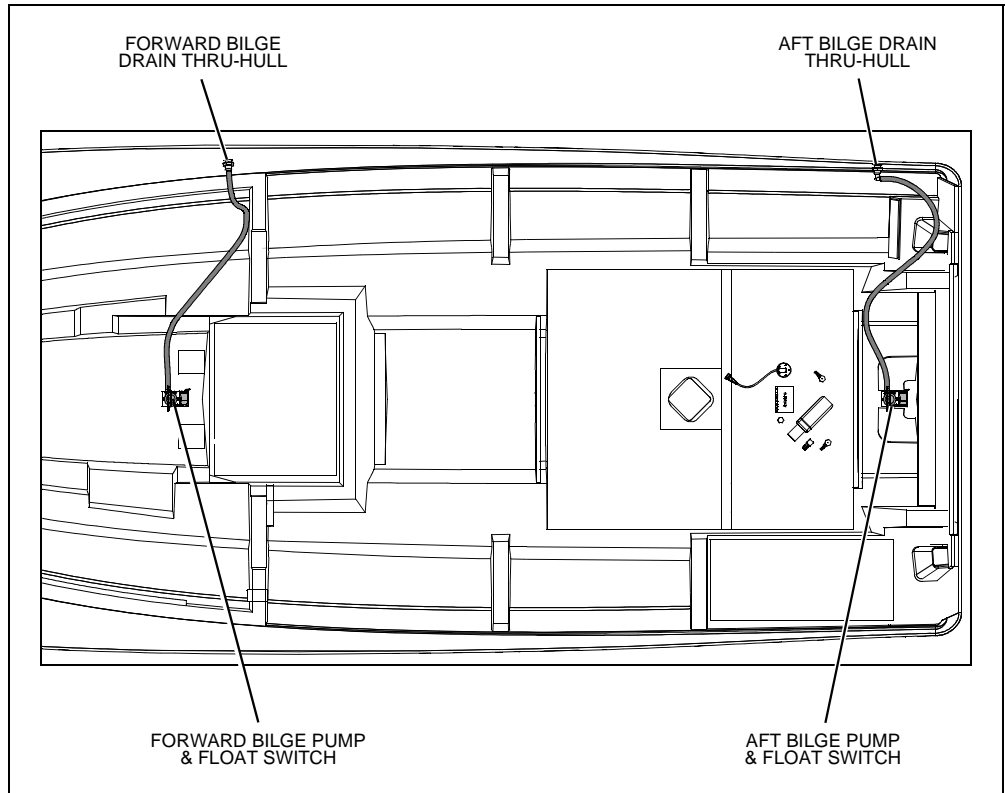 FORWARD BILGE
DRAIN THRU-HULL
AFT BILGE DRAIN
THRU-HULL
FORWARD BILGE PUMP
& FLOAT SWITCH
AFT BILGE PUMP
& FLOAT SWITCH